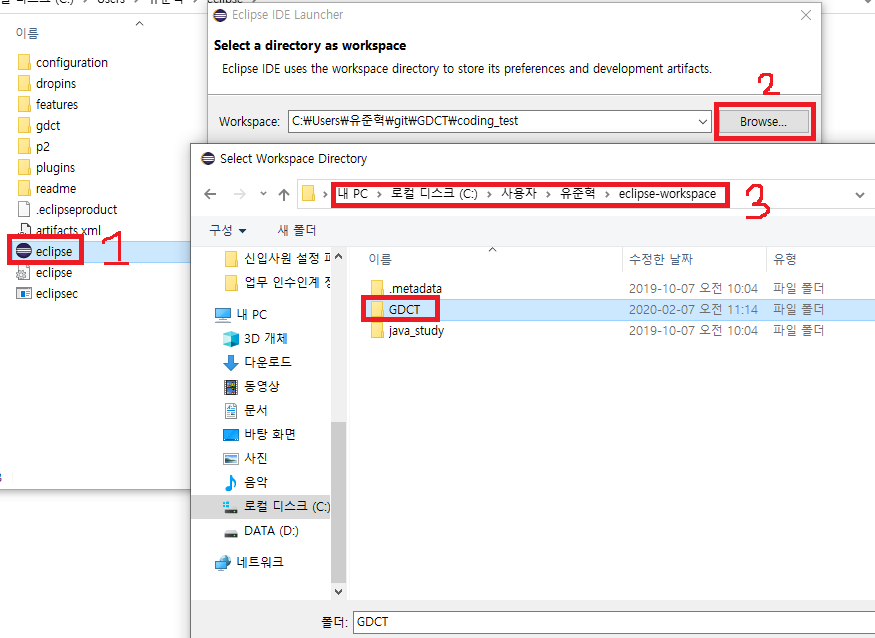 이름
configuration
dropins
features
gdct
p2
plugins
readme
.eclipseproduct
artifacts.xml
eclipse
eclipse
eclipsec
1
Eclipse IDE Launcher
Select a directory as workspace
Eclipse IDE uses the workspace directory to store its preferences and development artifacts.
Workspace: C:₩Users₩유준혁₩git₩GDCT₩coding_test Browse...
2
Select Workspace Directory
내 PC > 로컬 디스크 (C:) > 사용자 > 유준혁 > eclipse-workspace
3
구성 새 폴더
신입사원 설정
업무 인수인계
내 PC
3D 개체
다운로드
동영상
문서
바탕 화면
사진
음악
로컬 디스크 (C:)
DATA (D:)
네트워크
이름 수정한 날짜 유형
.metadata 2019-10-07 오전 10:04 파일 폴더
GDCT 2020-02-07 오전 11:14 파일 폴더
java_study 2019-10-07 오전 10:04 파일 폴더
폴더: GDCT